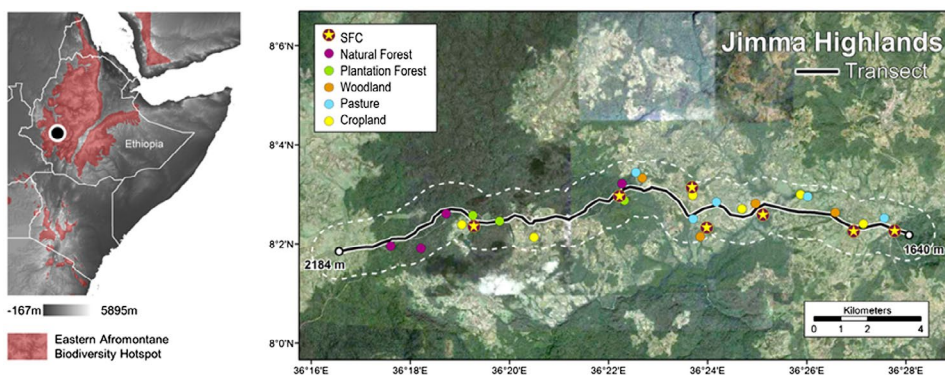 Ethiopia
-167m
5895m
Eastern Afromontane
Biodiversity Hotspot
8°6'N
8°4'N
8°2'N
8°0'N
SFC
Natural Forest
Plantation Forest
Woodland
Pasture
Cropland
Jimma Highlands
Transect
2184 m
1640 m
Kilometers
0 1 2 4
36°16'E
36°18'E
36°20'E
36°22'E
36°24'E
36°26'E
36°28'E